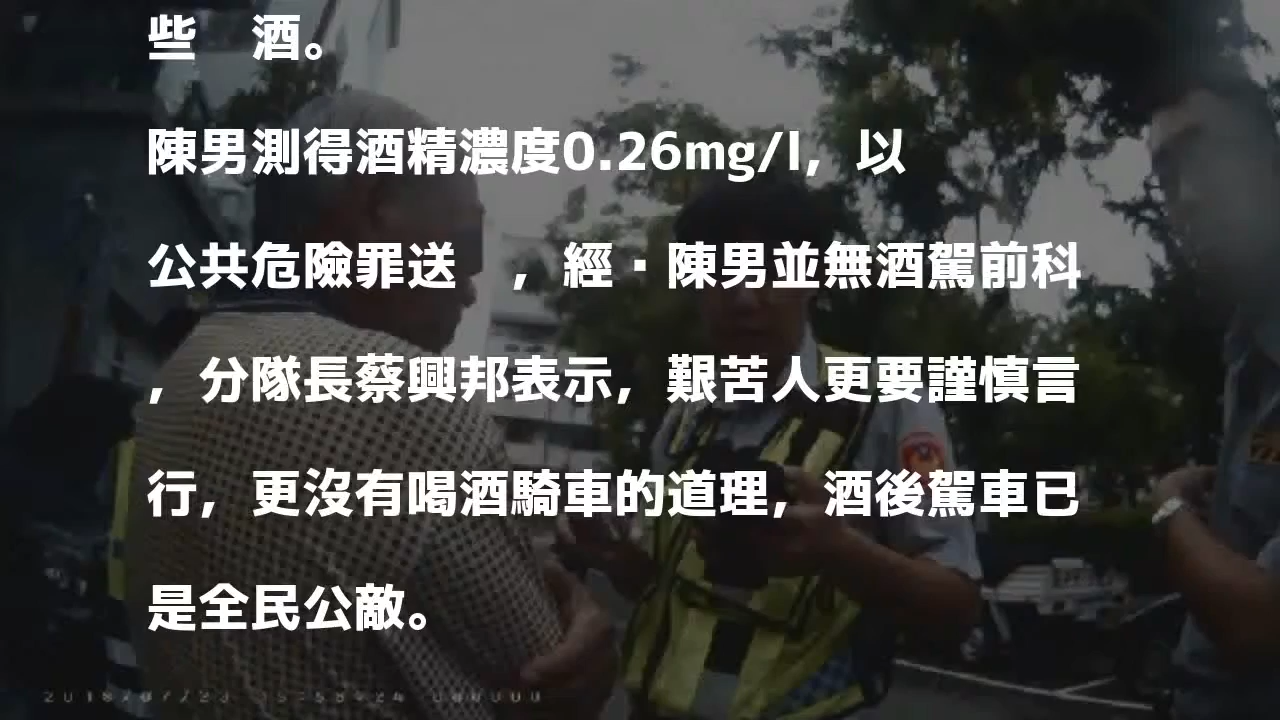 些　酒。
陳男測得酒精濃度0.26mg/l，以
公共危險罪送　，經‧陳男並無酒駕前科
，分隊長蔡興邦表示，艱苦人更要謹慎言
行，更沒有喝酒騎車的道理，酒後駕車已
是全民公敵。